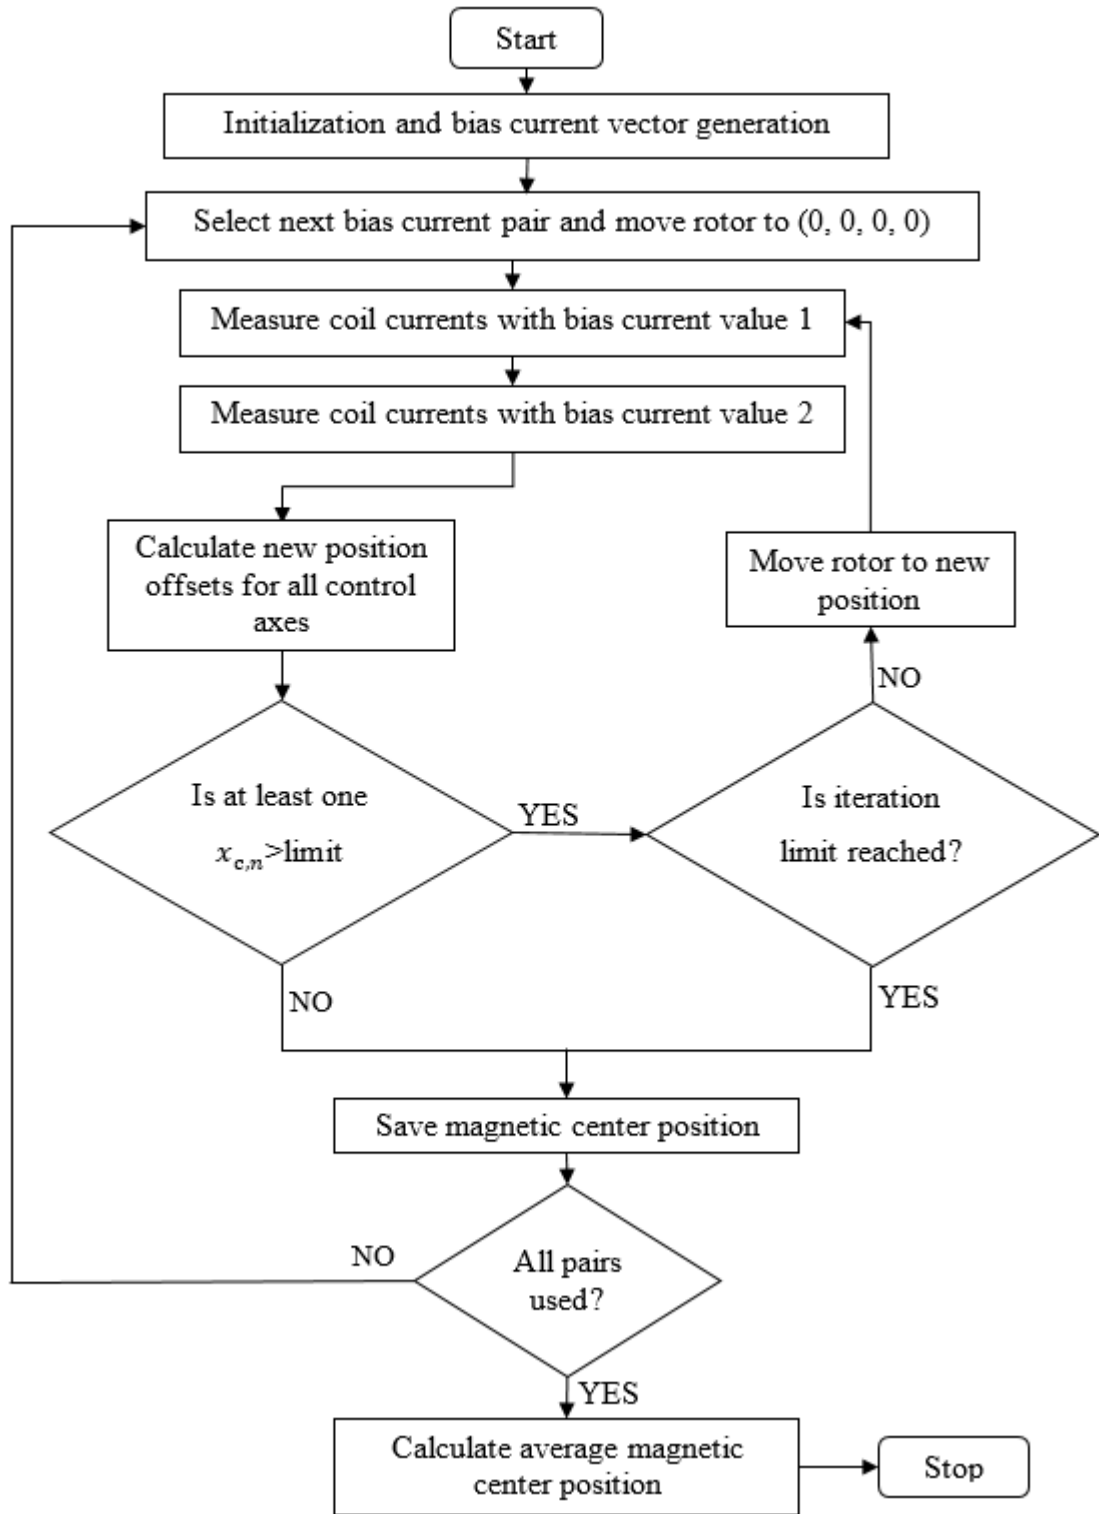 Start
Initialization and bias current vector generation
Select next bias current pair and move rotor to (0, 0, 0, 0)
Measure coil currents with bias current value 1
Measure coil currents with bias current value 2
Calculate new position
offsets for all control
axes
Move rotor to new
position
NO
Is at least one
x_{c,n}>limit
YES
Is iteration
limit reached?
NO
YES
Save magnetic center position
NO
All pairs
used?
YES
Calculate average magnetic
center position
Stop